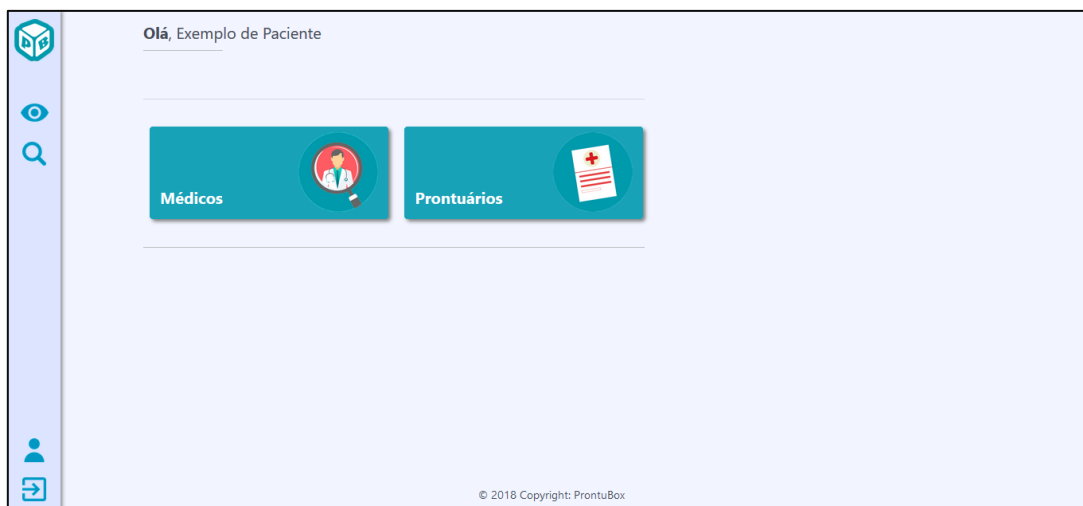 Olá, Exemplo de Paciente
Médicos
Prontuários
© 2018 Copyright: ProntuBox